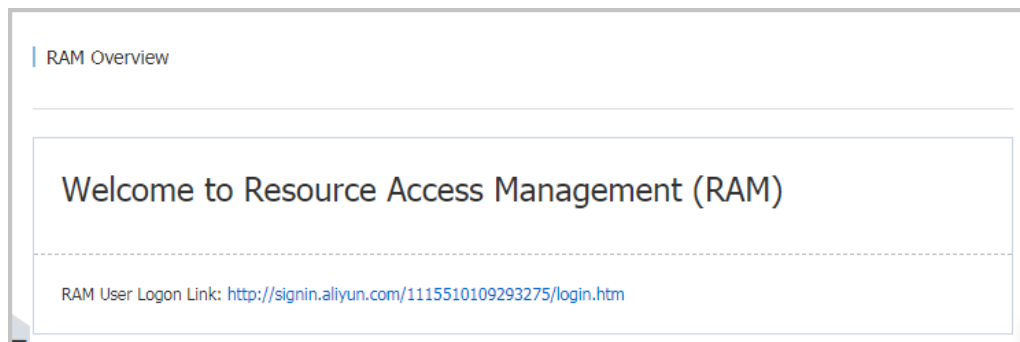 RAM Overview
Welcome to Resource Access Management (RAM)
RAM User Logon Link: http://signin.aliyun.com/1115510109293275/login.htm